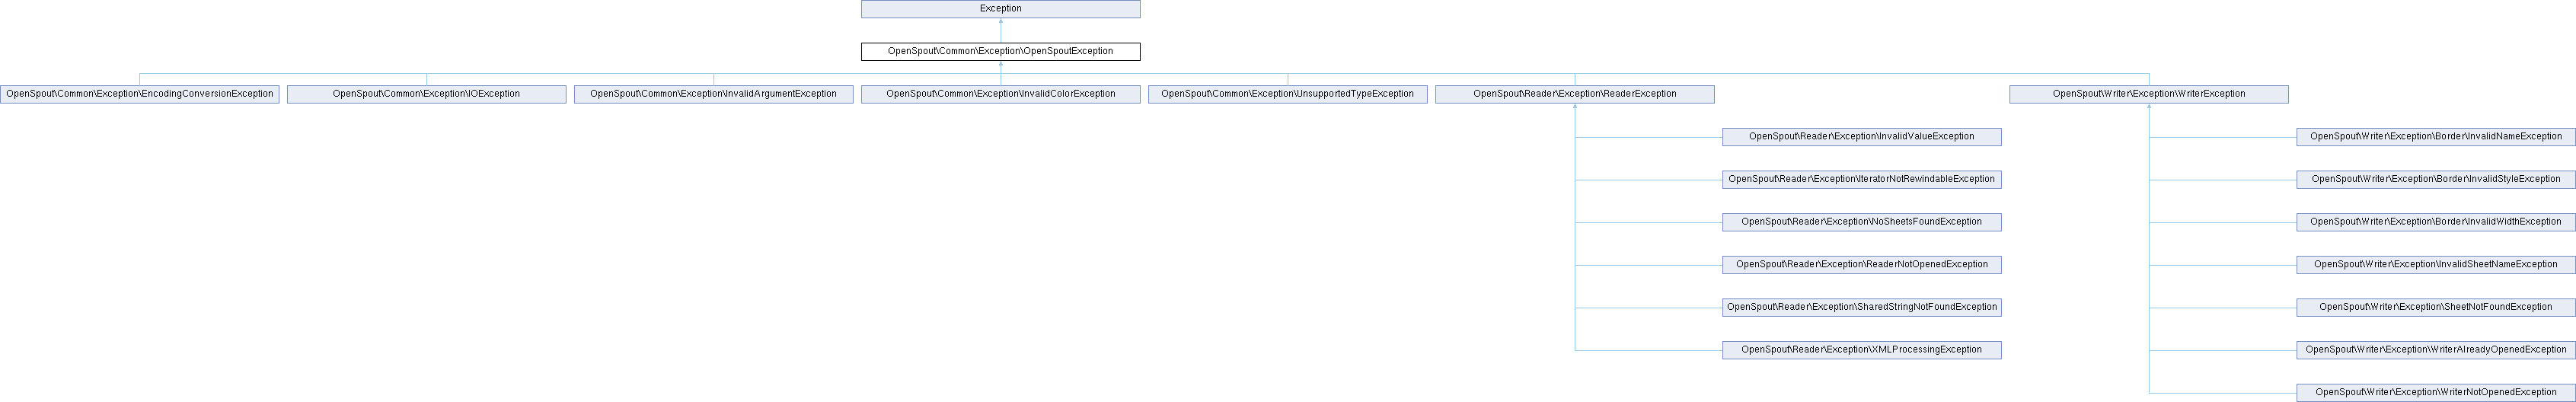 Exception
OpenSpout\Common\Exception\OpenSpoutException
OpenSpout\Common\Exception\EncodingConversionException
OpenSpout\Common\Exception\IOException
OpenSpout\Common\Exception\InvalidArgumentException
OpenSpout\Common\Exception\InvalidColorException
OpenSpout\Common\Exception\UnsupportedTypeException
OpenSpout\Reader\Exception\ReaderException
OpenSpout\Writer\Exception\WriterException
OpenSpout\Reader\Exception\InvalidValueException
OpenSpout\Reader\Exception\IteratorNotRewindableException
OpenSpout\Reader\Exception\NoSheetsFoundException
OpenSpout\Reader\Exception\ReaderNotOpenedException
OpenSpout\Reader\Exception\SharedStringNotFoundException
OpenSpout\Reader\Exception\XMLProcessingException
OpenSpout\Writer\Exception\Border\InvalidNameException
OpenSpout\Writer\Exception\Border\InvalidStyleException
OpenSpout\Writer\Exception\Border\InvalidWidthException
OpenSpout\Writer\Exception\InvalidSheetNameException
OpenSpout\Writer\Exception\SheetNotFoundException
OpenSpout\Writer\Exception\WriterAlreadyOpenedException
OpenSpout\Writer\Exception\WriterNotOpenedException